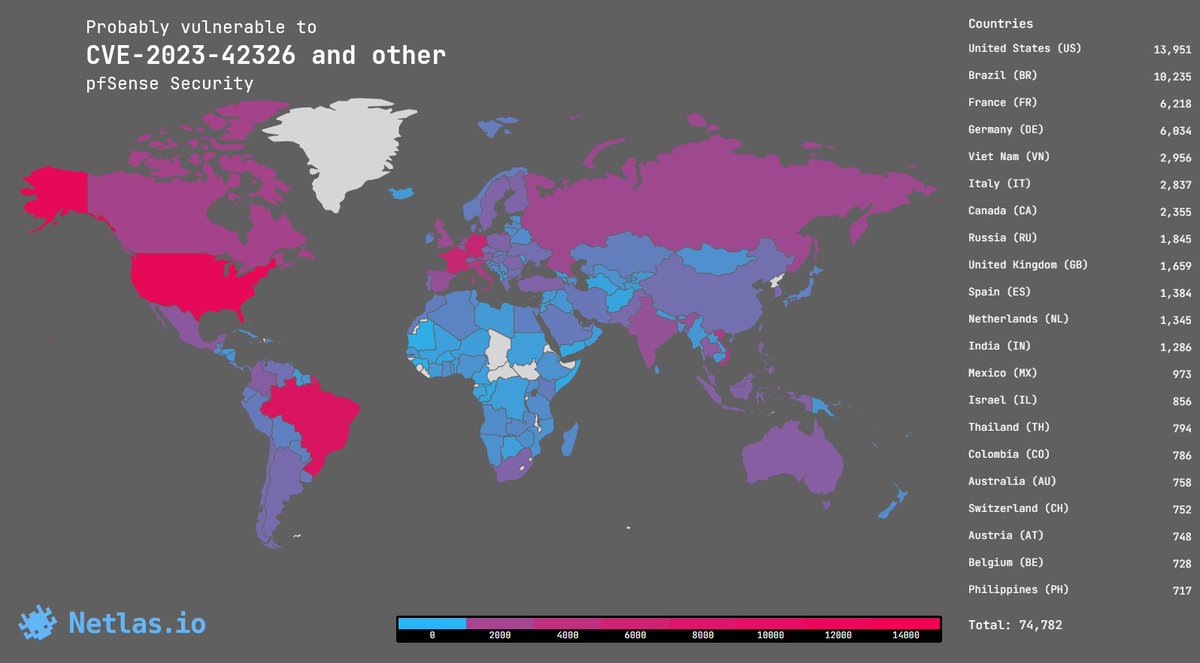 Probably vulnerable to
CVE-2023-42326 and other
pfSense Security
Countries
United States (US) 13,951
Brazil (BR) 10,235
France (FR) 6,218
Germany (DE) 6,034
Viet Nam (VN) 2,956
Italy (IT) 2,837
Canada (CA) 2,355
Russia (RU) 1,845
United Kingdom (GB) 1,659
Spain (ES) 1,384
Netherlands (NL) 1,345
India (IN) 1,286
Mexico (MX) 973
Israel (IL) 856
Thailand (TH) 794
Colombia (CO) 786
Australia (AU) 758
Switzerland (CH) 752
Austria (AT) 748
Belgium (BE) 728
Philippines (PH) 717
Total: 74,782
Netlas.io
0 2000 4000 6000 8000 10000 12000 14000